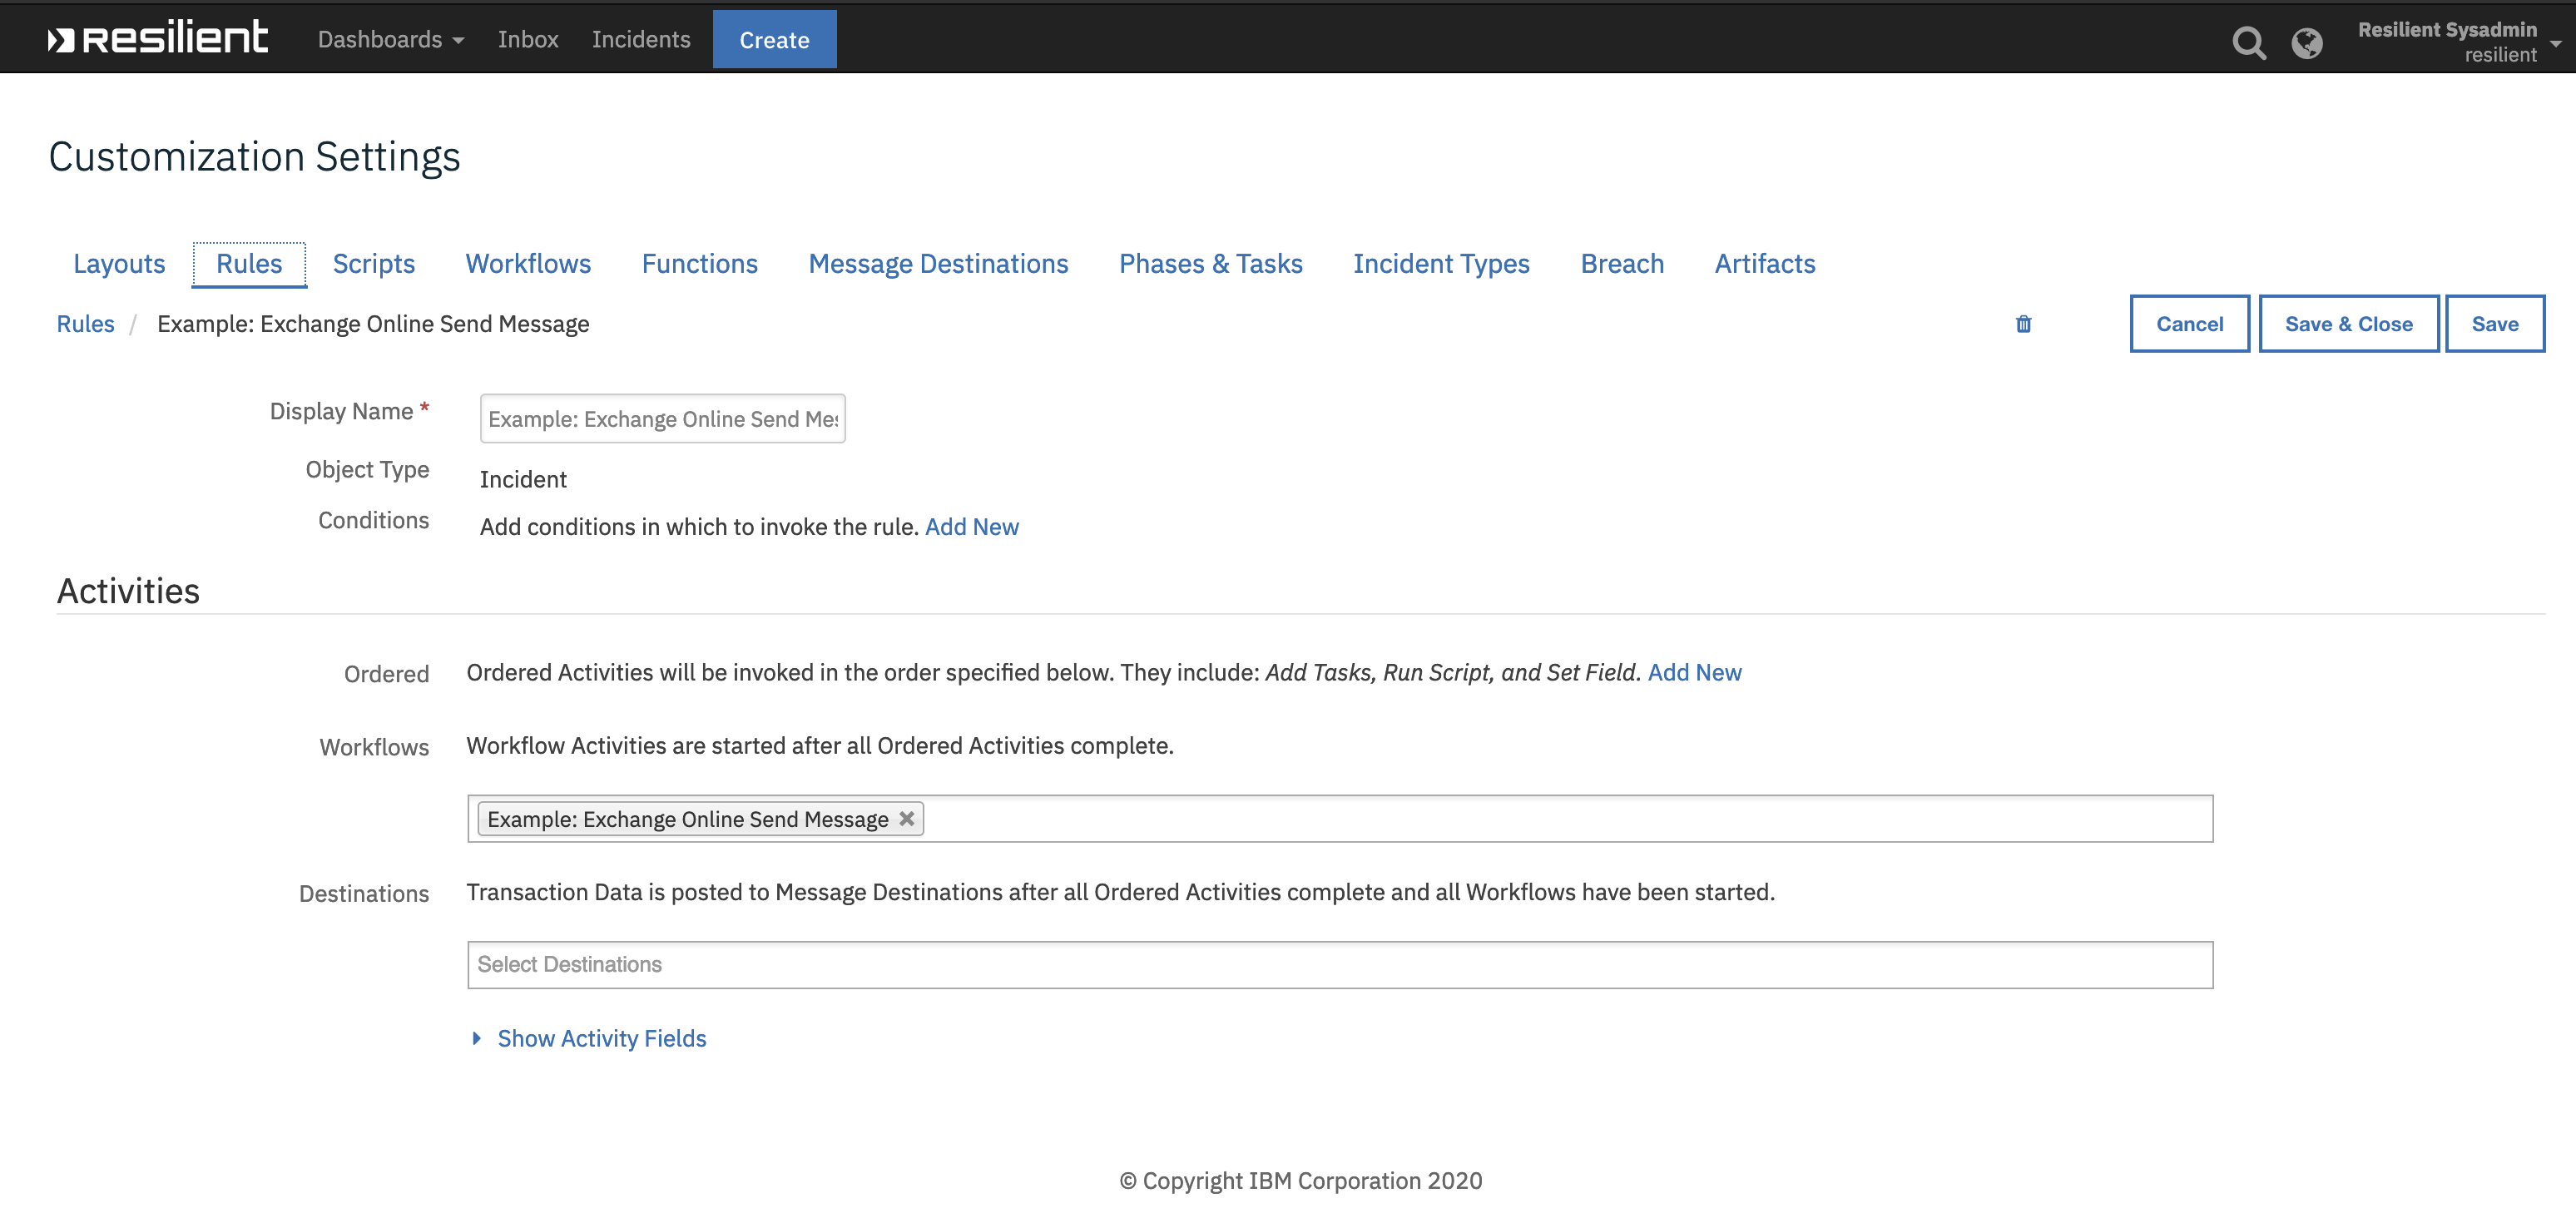 resilient Dashboards Inbox Incidents Create Resilient Sysadmin
resilient
Customization Settings
Layouts Rules Scripts Workflows Functions Message Destinations Phases & Tasks Incident Types Breach Artifacts
Rules / Example: Exchange Online Send Message Cancel Save & Close Save
Display Name * Example: Exchange Online Send Mes
Object Type Incident
Conditions Add conditions in which to invoke the rule. Add New
Activities
Ordered Ordered Activities will be invoked in the order specified below. They include: Add Tasks, Run Script, and Set Field. Add New
Workflows Workflow Activities are started after all Ordered Activities complete.
Example: Exchange Online Send Message
Destinations Transaction Data is posted to Message Destinations after all Ordered Activities complete and all Workflows have been started.
Select Destinations
Show Activity Fields
© Copyright IBM Corporation 2020